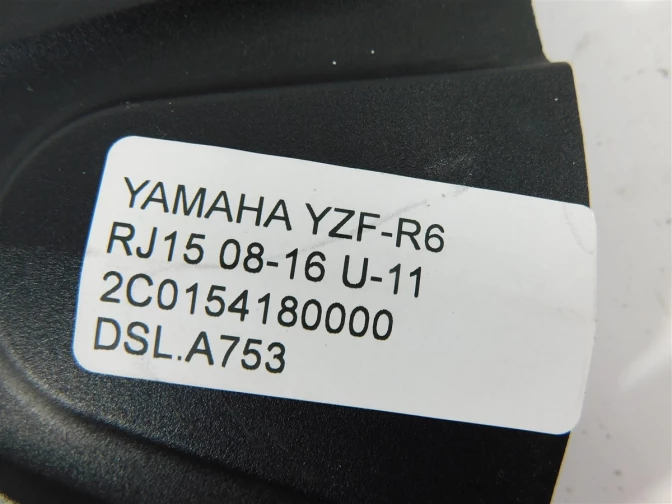 YAMAHA YZF-R6
RJ15 08-16 U-11
2C0154180000
DSL.A753